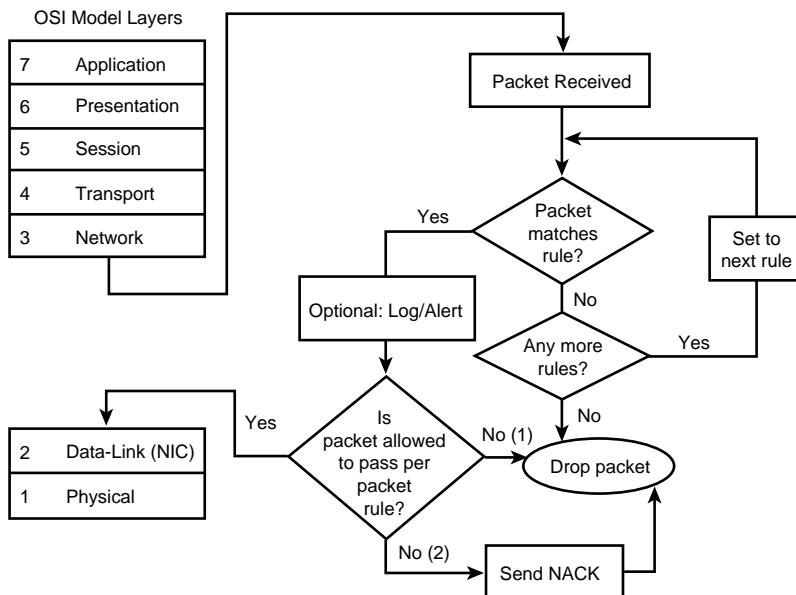 OSI Model Layers
7 Application
6 Presentation
5 Session
4 Transport
3 Network
Packet Received
Packet
matches
rule?
Yes
No
Set to
next rule
Optional: Log/Alert
Any more
rules?
Yes
No
Is
packet allowed
to pass per
packet
rule?
Yes
No (1)
No (2)
Drop packet
2 Data-Link (NIC)
1 Physical
Send NACK